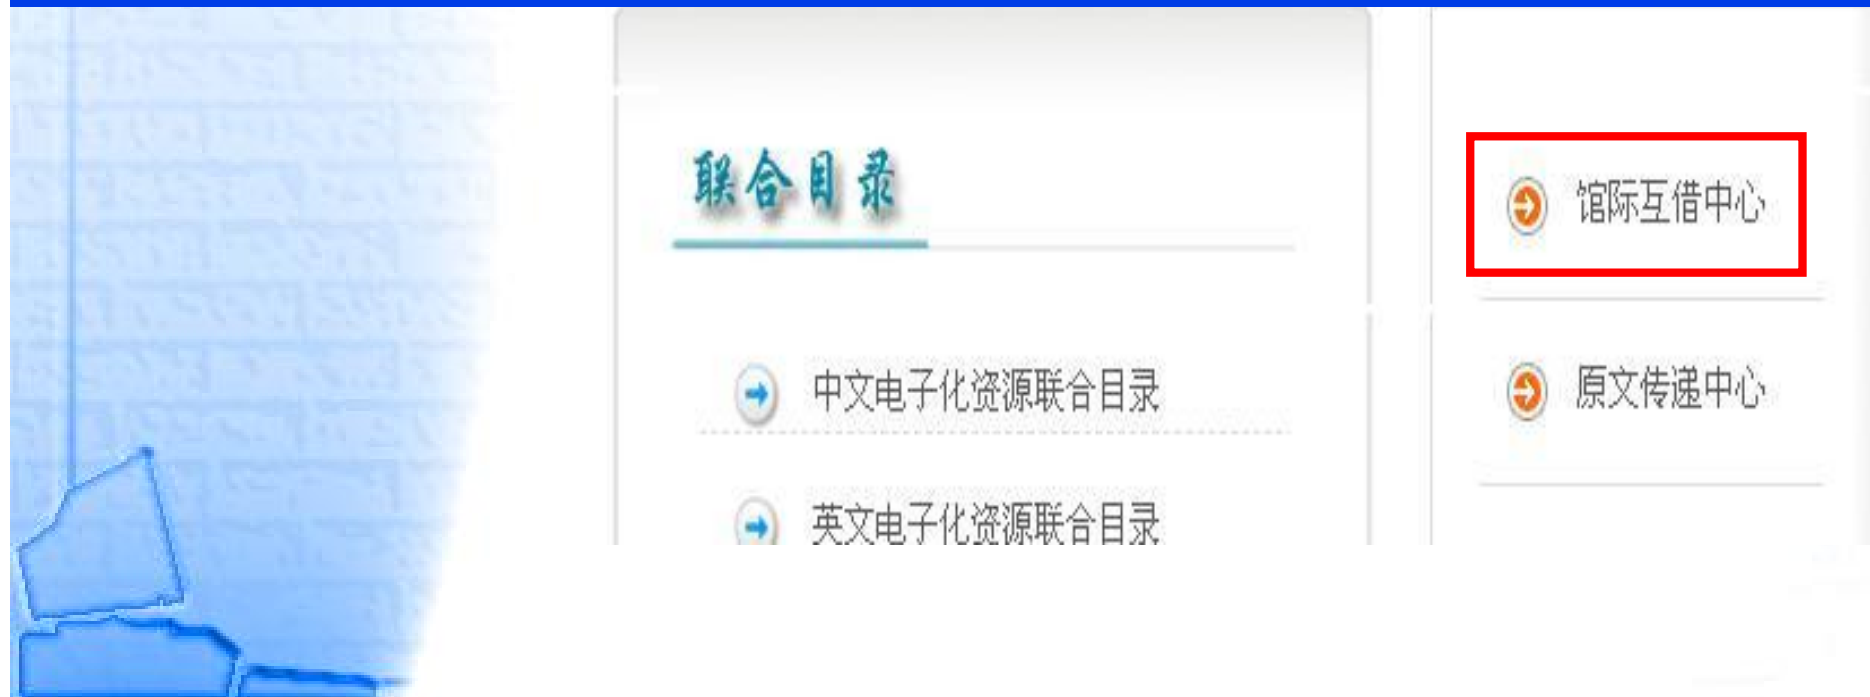 联合目录
中文电子化资源联合目录
英文电子化资源联合目录
馆际互借中心
原文传递中心